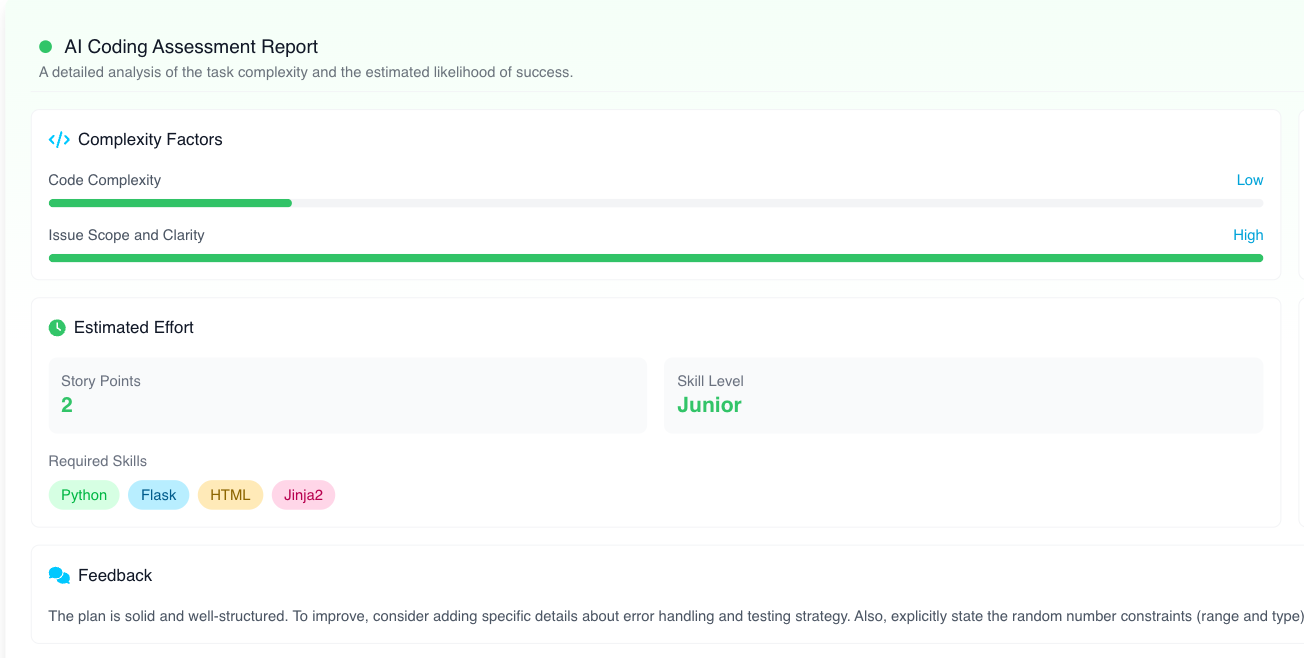 AI Coding Assessment Report
A detailed analysis of the task complexity and the estimated likelihood of success.
</> Complexity Factors
Code Complexity
Low
Issue Scope and Clarity
High
Estimated Effort
Story Points
2
Skill Level
Junior
Required Skills
Python Flask HTML Jinja2
Feedback
The plan is solid and well-structured. To improve, consider adding specific details about error handling and testing strategy. Also, explicitly state the random number constraints (range and type)